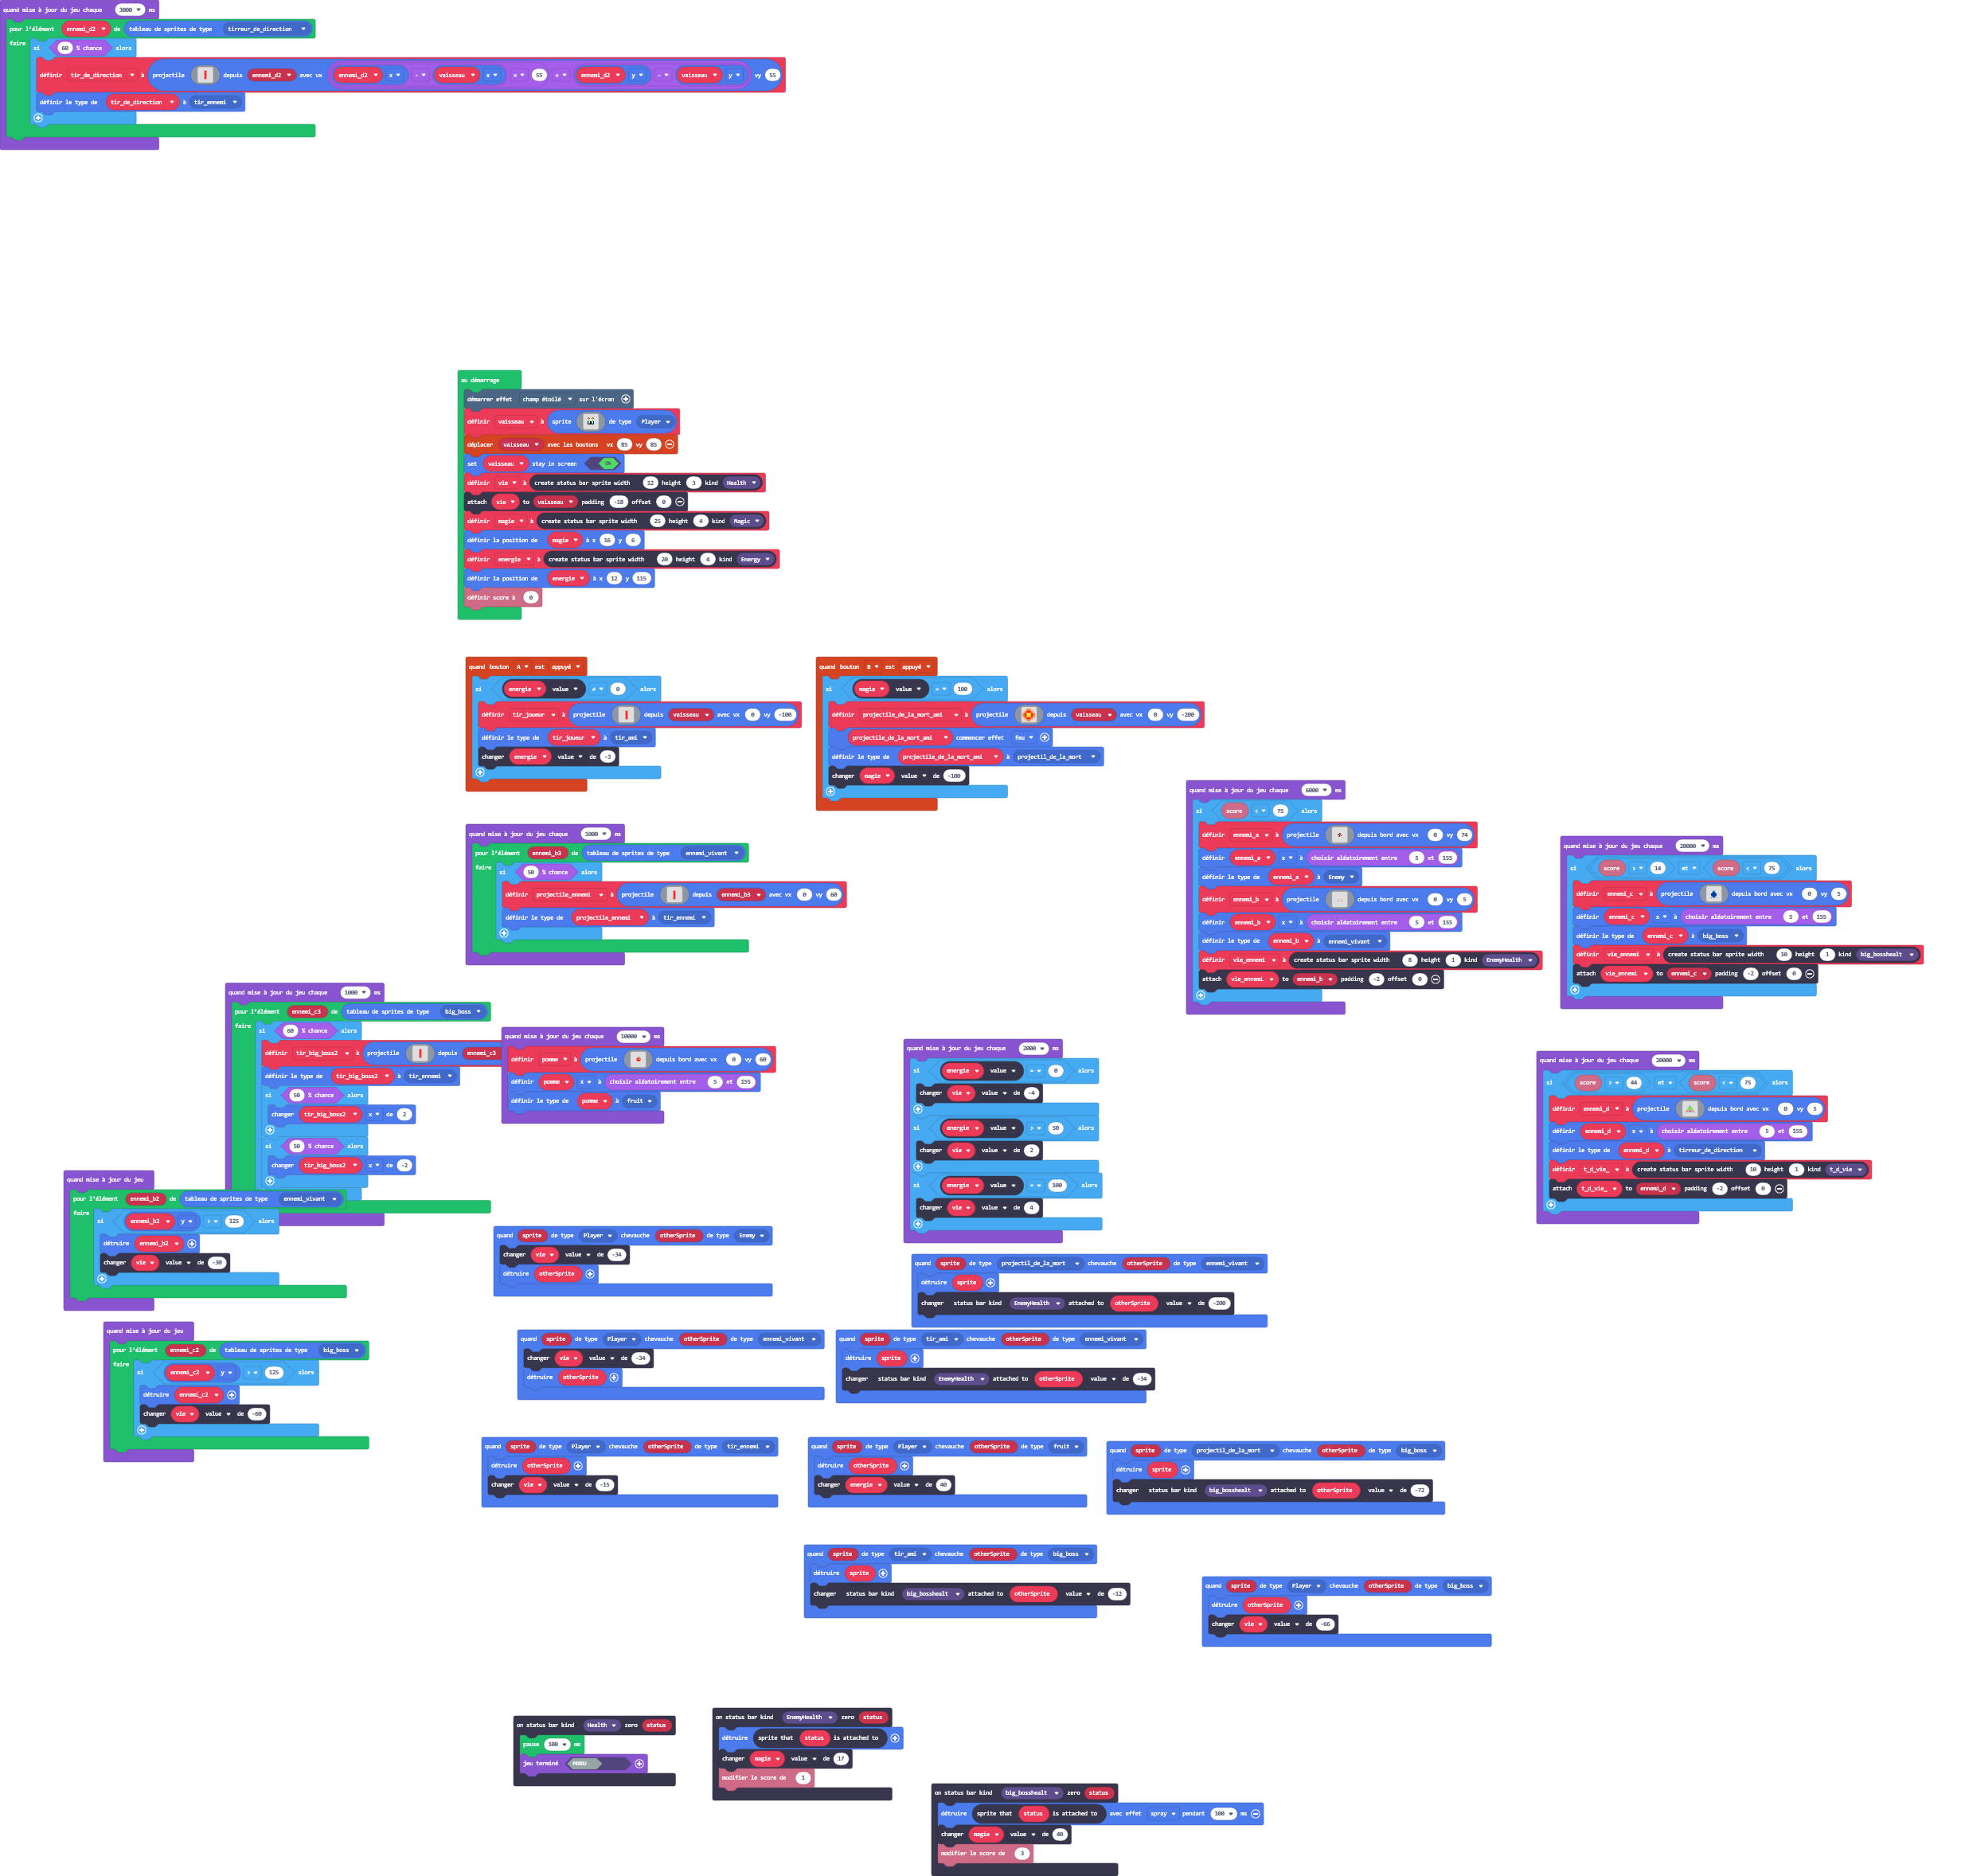 quand mise à jour du jeu chaque 3000 ms
pour l'élément ennemi_d2 de tableau de sprites de type tirreur_de_direction
faire si 60 % chance alors
définir tir_de_direction à projectile depuis ennemi_d2 avec vx ennemi_d2 x - vaisseau x × 55 ÷ ennemi_d2 y - vaisseau y vy 55
définir le type de tir_de_direction à tir_ennemi
au démarrage
démarrer effet champ étoilé sur l'écran
définir vaisseau à sprite de type Player
déplacer vaisseau avec les boutons vx 85 vy 85
set vaisseau stay in screen ON
définir vie à create status bar sprite width 12 height 3 kind Health
attach vie to vaisseau padding -18 offset 0
définir magie à create status bar sprite width 25 height 4 kind Magic
définir la position de magie à x 16 y 6
définir energie à create status bar sprite width 20 height 4 kind Energy
définir la position de energie à x 12 y 115
définir score à 0
quand bouton A est appuyé
si energie value ≠ 0 alors
définir tir_joueur à projectile depuis vaisseau avec vx 0 vy -100
définir le type de tir_joueur à tir_ami
changer energie value de -3
quand bouton B est appuyé
si magie value = 100 alors
définir projectile_de_la_mort_ami à projectile depuis vaisseau avec vx 0 vy -200
projectile_de_la_mort_ami commencer effet feu
définir le type de projectile_de_la_mort_ami à projectil_de_la_mort
changer magie value de -100
quand mise à jour du jeu chaque 6000 ms
si score < 75 alors
définir ennemi_a à projectile depuis bord avec vx 0 vy 74
définir ennemi_a x à choisir aléatoirement entre 5 et 155
définir le type de ennemi_a à Enemy
définir ennemi_b à projectile depuis bord avec vx 0 vy 5
définir ennemi_b x à choisir aléatoirement entre 5 et 155
définir le type de ennemi_b à ennemi_vivant
définir vie_ennemi à create status bar sprite width 8 height 1 kind EnemyHealth
attach vie_ennemi to ennemi_b padding -2 offset 0
quand mise à jour du jeu chaque 20000 ms
si score > 14 et score < 75 alors
définir ennemi_c à projectile depuis bord avec vx 0 vy 5
définir ennemi_c x à choisir aléatoirement entre 5 et 155
définir le type de ennemi_c à big_boss
définir vie_ennemi à create status bar sprite width 10 height 1 kind big_bosshealt
attach vie_ennemi to ennemi_c padding -2 offset 0
quand mise à jour du jeu chaque 1000 ms
pour l'élément ennemi_b3 de tableau de sprites de type ennemi_vivant
faire si 50 % chance alors
définir projectile_ennemi à projectile depuis ennemi_b3 avec vx 0 vy 60
définir le type de projectile_ennemi à tir_ennemi
quand mise à jour du jeu chaque 1000 ms
pour l'élément ennemi_c3 de tableau de sprites de type big_boss
faire si 60 % chance alors
définir tir_big_boss2 à projectile depuis ennemi_c3
définir le type de tir_big_boss2 à tir_ennemi
si 50 % chance alors
changer tir_big_boss2 x de 2
si 50 % chance alors
changer tir_big_boss2 x de -2
quand mise à jour du jeu chaque 10000 ms
définir pomme à projectile depuis bord avec vx 0 vy 60
définir pomme x à choisir aléatoirement entre 5 et 155
définir le type de pomme à fruit
quand mise à jour du jeu chaque 2000 ms
si energie value = 0 alors
changer vie value de -4
si energie value > 50 alors
changer vie value de 2
si energie value = 100 alors
changer vie value de 4
quand mise à jour du jeu chaque 20000 ms
si score > 44 et score < 75 alors
définir ennemi_d à projectile depuis bord avec vx 0 vy 5
définir ennemi_d x à choisir aléatoirement entre 5 et 155
définir le type de ennemi_d à tirreur_de_direction
définir t_d_vie_ à create status bar sprite width 10 height 1 kind t_d_vie
attach t_d_vie_ to ennemi_d padding -2 offset 0
quand mise à jour du jeu
pour l'élément ennemi_b2 de tableau de sprites de type ennemi_vivant
faire si ennemi_b2 y > 125 alors
détruire ennemi_b2
changer vie value de -30
quand mise à jour du jeu
pour l'élément ennemi_c2 de tableau de sprites de type big_boss
faire si ennemi_c2 y > 125 alors
détruire ennemi_c2
changer vie value de -60
quand sprite de type Player chevauche otherSprite de type Enemy
changer vie value de -34
détruire otherSprite
quand sprite de type projectil_de_la_mort chevauche otherSprite de type ennemi_vivant
détruire sprite
changer status bar kind EnemyHealth attached to otherSprite value de -200
quand sprite de type Player chevauche otherSprite de type ennemi_vivant
changer vie value de -34
détruire otherSprite
quand sprite de type tir_ami chevauche otherSprite de type ennemi_vivant
détruire sprite
changer status bar kind EnemyHealth attached to otherSprite value de -34
quand sprite de type Player chevauche otherSprite de type tir_ennemi
détruire otherSprite
changer vie value de -15
quand sprite de type Player chevauche otherSprite de type fruit
détruire otherSprite
changer energie value de 40
quand sprite de type projectil_de_la_mort chevauche otherSprite de type big_boss
détruire sprite
changer status bar kind big_bosshealt attached to otherSprite value de -72
quand sprite de type tir_ami chevauche otherSprite de type big_boss
détruire sprite
changer status bar kind big_bosshealt attached to otherSprite value de -12
quand sprite de type Player chevauche otherSprite de type big_boss
détruire otherSprite
changer vie value de -66
on status bar kind Health zero status
pause 100 ms
jeu terminé PERDU
on status bar kind EnemyHealth zero status
détruire sprite that status is attached to
changer magie value de 17
modifier le score de 1
on status bar kind big_bosshealt zero status
détruire sprite that status is attached to avec effet spray pendant 100 ms
changer magie value de 40
modifier le score de 3